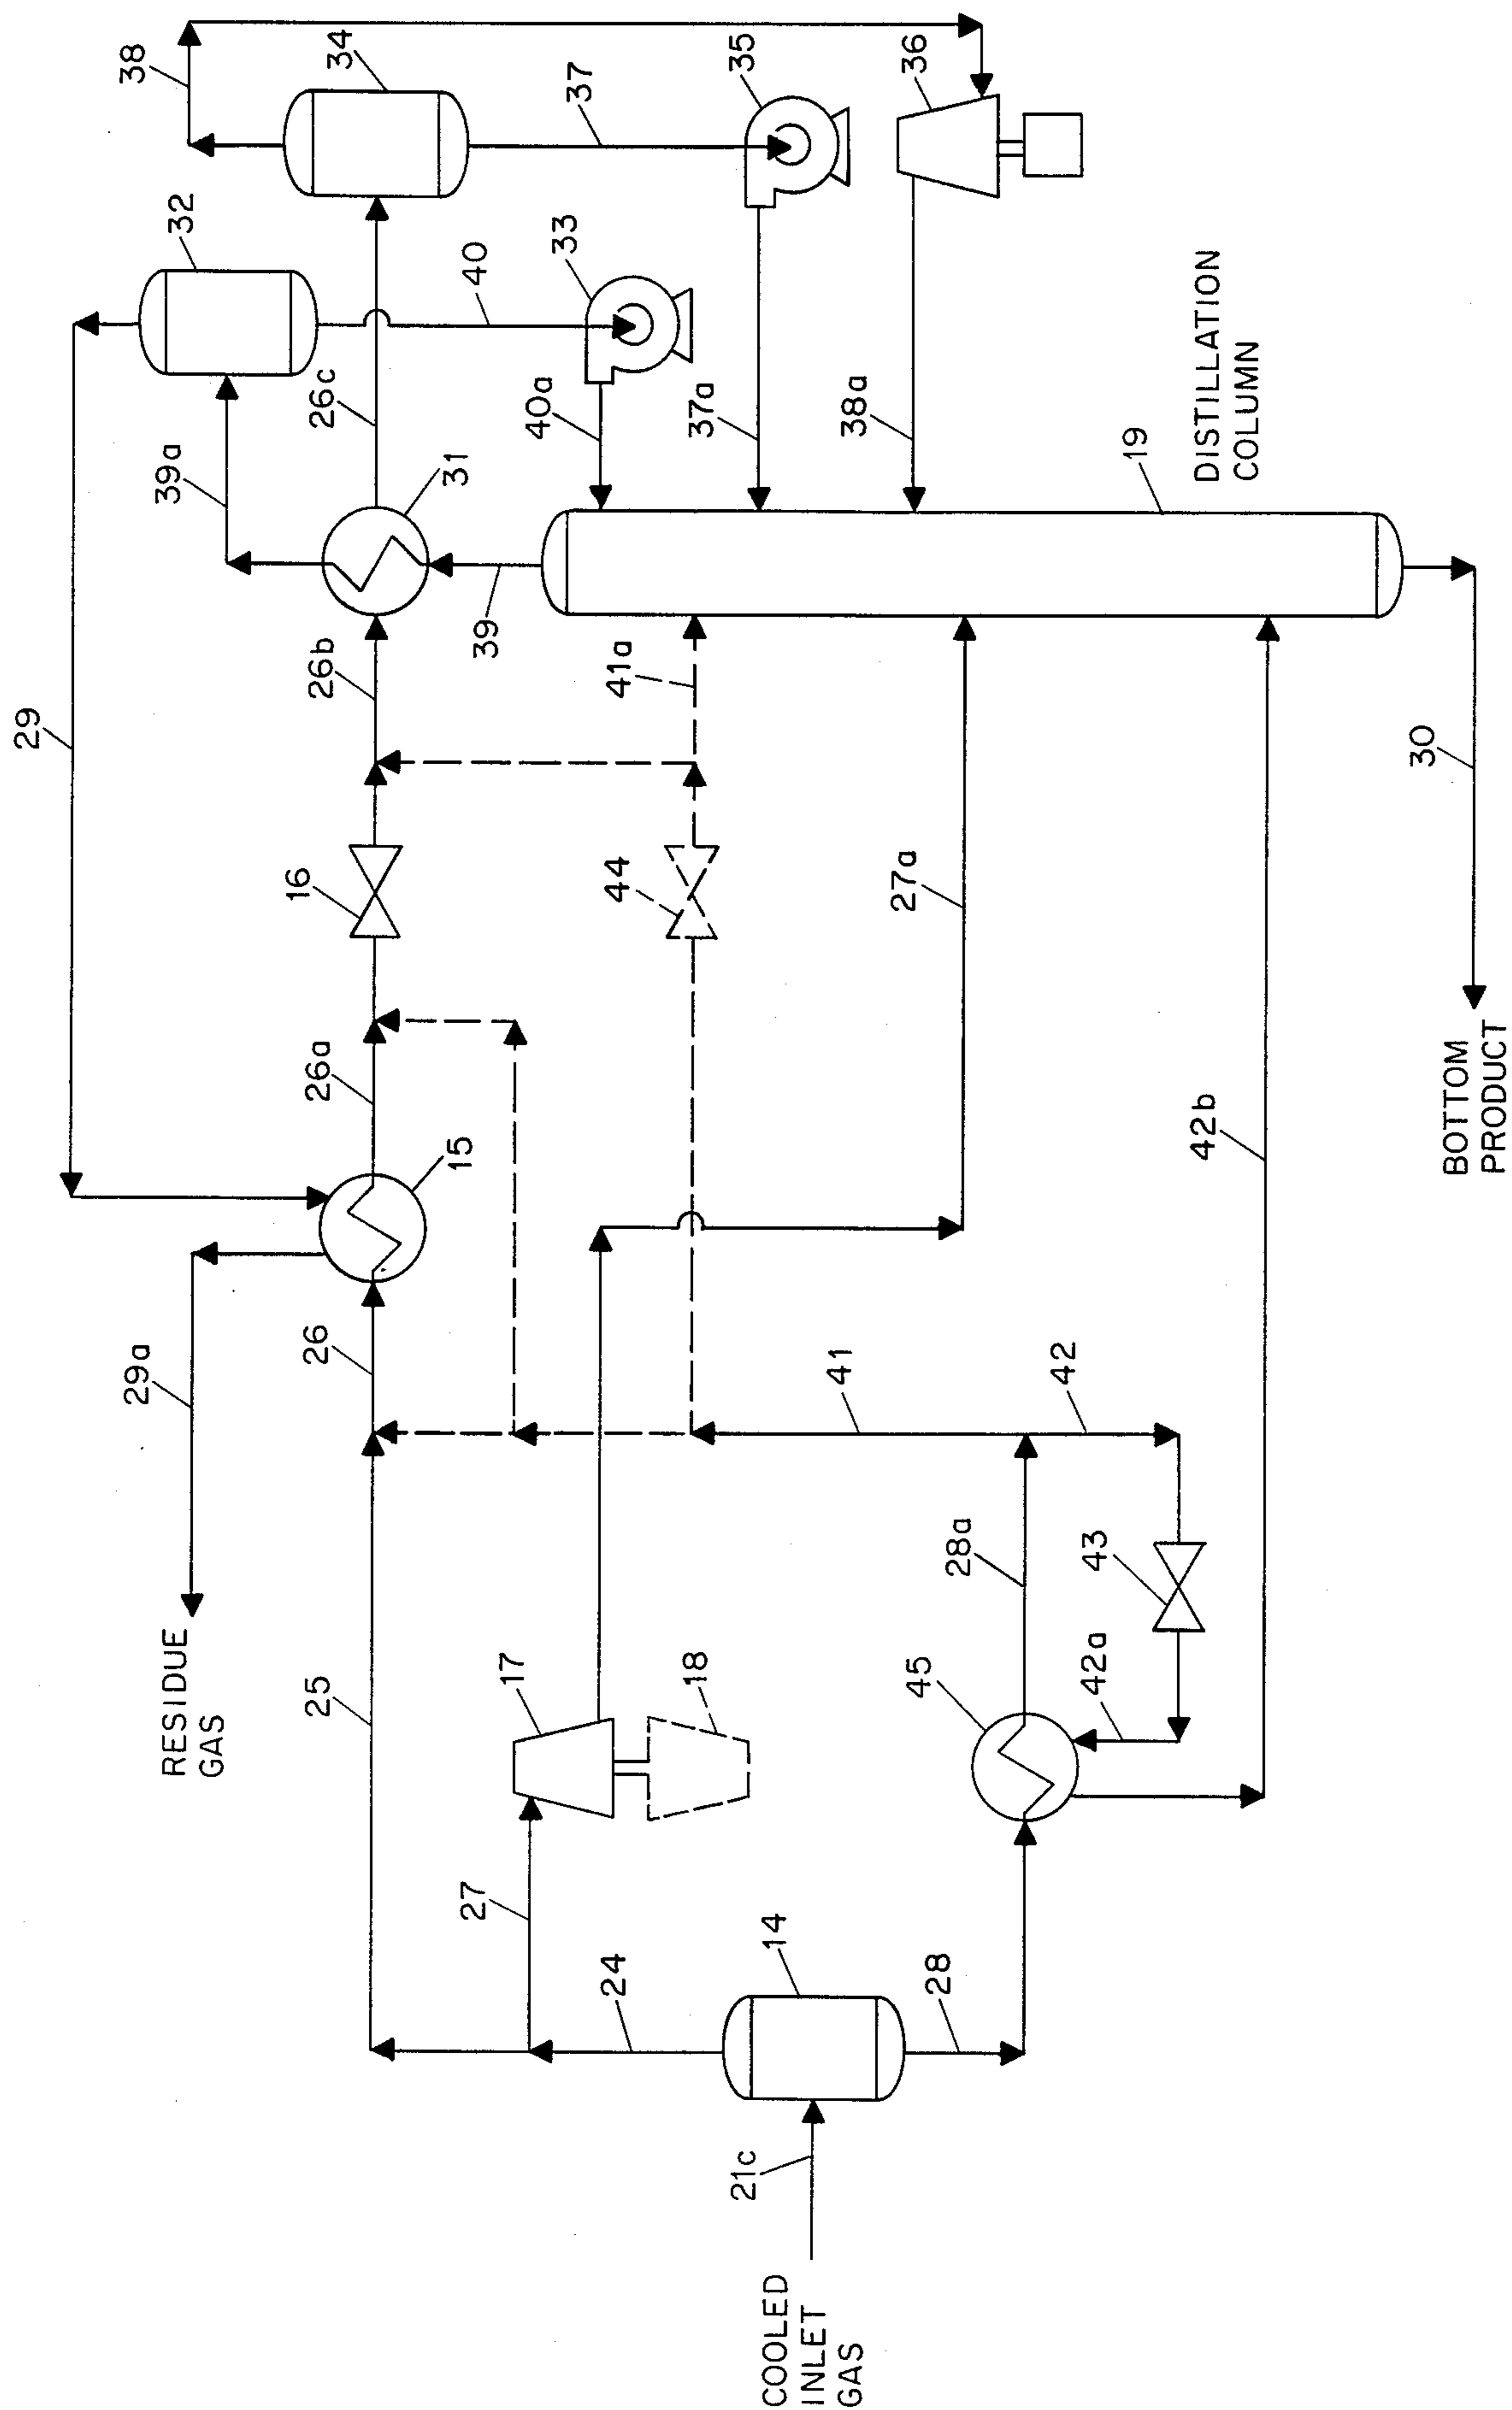 38
34
37
35
36
32
40
33
26c
39a
31
40a
37a
38a
DISTILLATION
COLUMN
19
29
26b
39
41a
16
44
27a
30
26a
15
42b
BOTTOM
PRODUCT
29a
26
41
42
RESIDUE
GAS
25
17
18
28a
43
45
42a
27
24
14
28
21c
COOLED
INLET
GAS